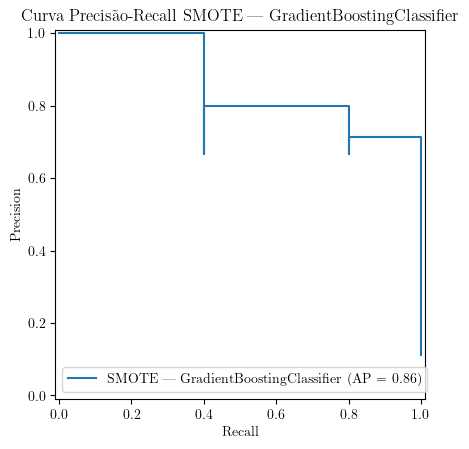 Curva Precisão-Recall SMOTE — GradientBoostingClassifier
1.0
0.8
0.6
0.4
0.2
0.0
Precision
SMOTE — GradientBoostingClassifier (AP = 0.86)
0.0 0.2 0.4 0.6 0.8 1.0
Recall